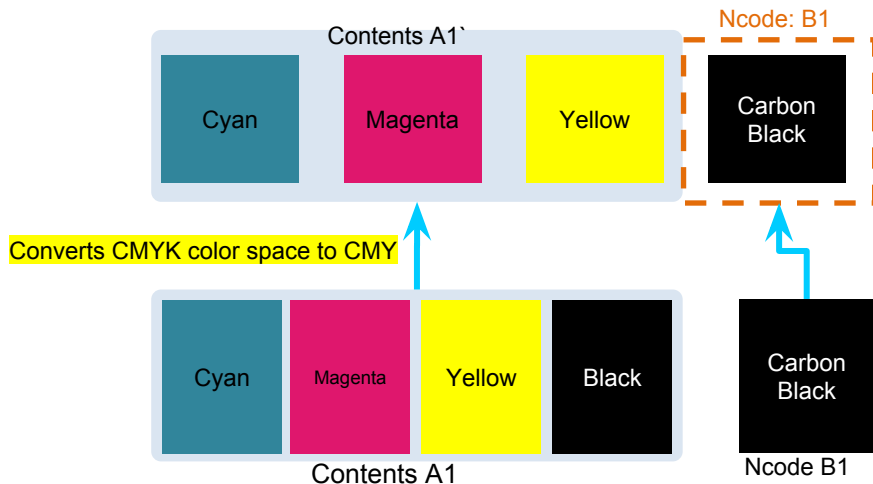 Ncode: B1
Contents A1`
Cyan
Magenta
Yellow
Carbon
Black
Converts CMYK color space to CMY
Cyan
Magenta
Yellow
Black
Carbon
Black
Contents A1
Ncode B1